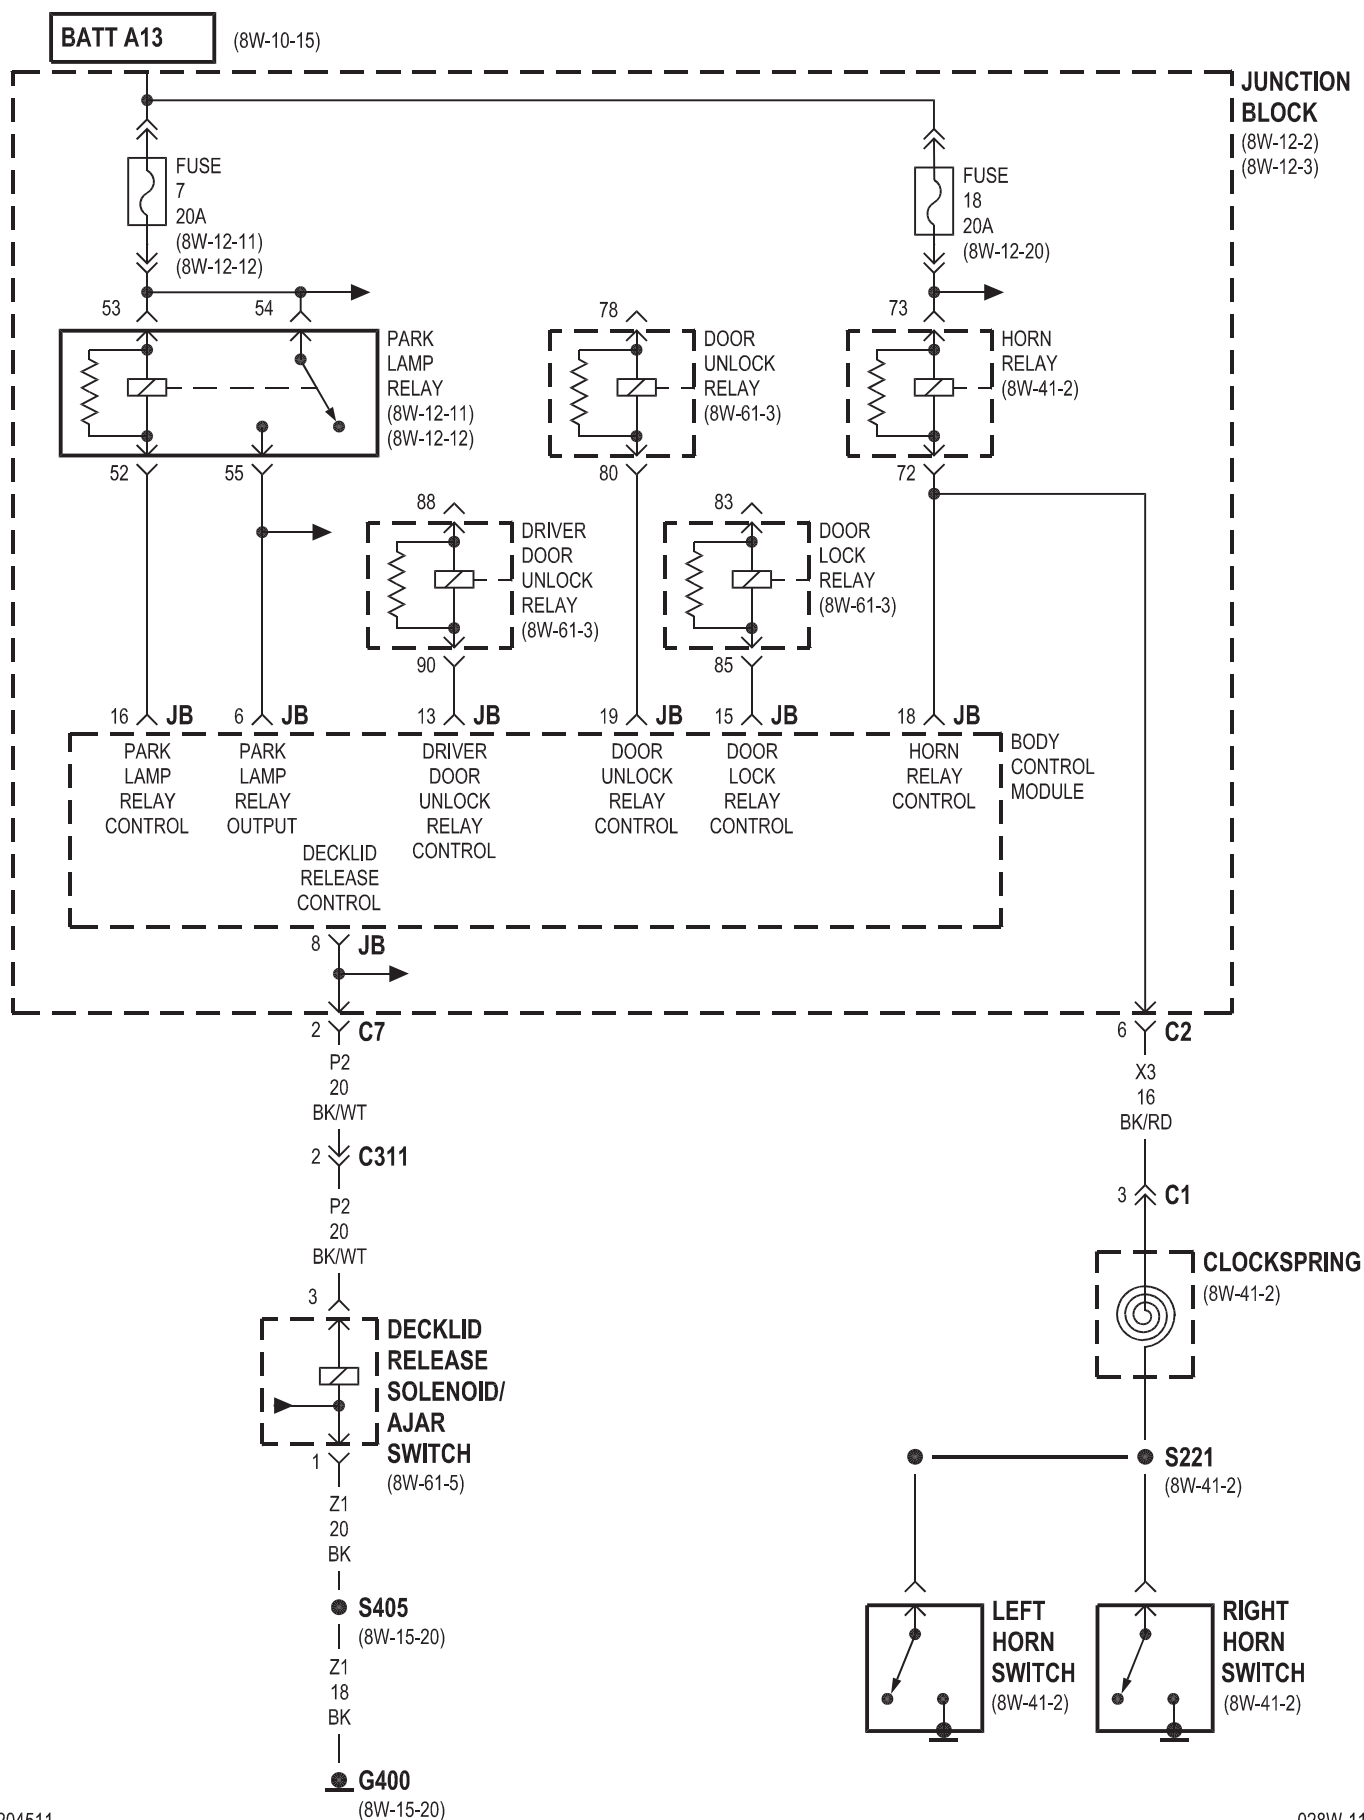 BATT A13
(8W-10-15)
JUNCTION
BLOCK
(8W-12-2)
(8W-12-3)
FUSE
7
20A
(8W-12-11)
(8W-12-12)
FUSE
18
20A
(8W-12-20)
53
54
78
73
PARK
LAMP
RELAY
(8W-12-11)
(8W-12-12)
DOOR
UNLOCK
RELAY
(8W-61-3)
HORN
RELAY
(8W-41-2)
52
55
80
72
88
83
DRIVER
DOOR
UNLOCK
RELAY
(8W-61-3)
DOOR
LOCK
RELAY
(8W-61-3)
90
85
16 JB
6 JB
13 JB
19 JB
15 JB
18 JB
PARK
LAMP
RELAY
CONTROL
PARK
LAMP
RELAY
OUTPUT
DRIVER
DOOR
UNLOCK
RELAY
CONTROL
DOOR
UNLOCK
RELAY
CONTROL
DOOR
LOCK
RELAY
CONTROL
HORN
RELAY
CONTROL
BODY
CONTROL
MODULE
DECKLID
RELEASE
CONTROL
8 JB
2 C7
P2
20
BK/WT
2 C311
P2
20
BK/WT
3
DECKLID
RELEASE
SOLENOID/
AJAR
SWITCH
(8W-61-5)
1
Z1
20
BK
S405
(8W-15-20)
Z1
18
BK
G400
(8W-15-20)
6 C2
X3
16
BK/RD
3 C1
CLOCKSPRING
(8W-41-2)
S221
(8W-41-2)
LEFT
HORN
SWITCH
(8W-41-2)
RIGHT
HORN
SWITCH
(8W-41-2)